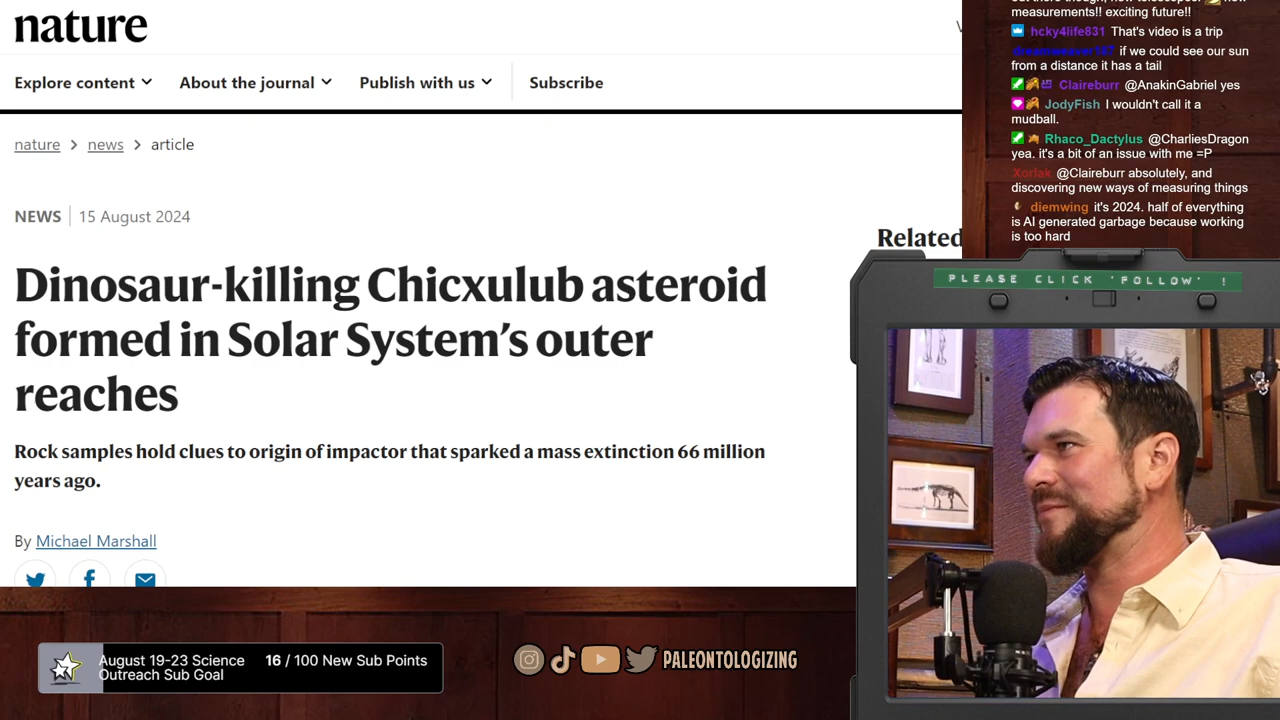 nature
Explore content
About the journal
Publish with us
Subscribe
nature > news > article
NEWS | 15 August 2024
Related
Dinosaur-killing Chicxulub asteroid
formed in Solar System's outer
reaches
Rock samples hold clues to origin of impactor that sparked a mass extinction 66 million
years ago.
By Michael Marshall
measurements!! exciting future!!
hcky4life831 That's video is a trip
if we could see our sun
from a distance it has a tail
Claireburr @AnakinGabriel yes
JodyFish I wouldn't call it a
mudball.
Rhaco_Dactylus @CharliesDragon
yea. it's a bit of an issue with me =P
Xorlak @Claireburr absolutely, and
discovering new ways of measuring things
diemwing it's 2024. half of everything
is AI generated garbage because working
is too hard
PLEASE CLICK 'FOLLOW' !
August 19-23 Science
Outreach Sub Goal
16 / 100 New Sub Points
PALEONTOLOGIZING